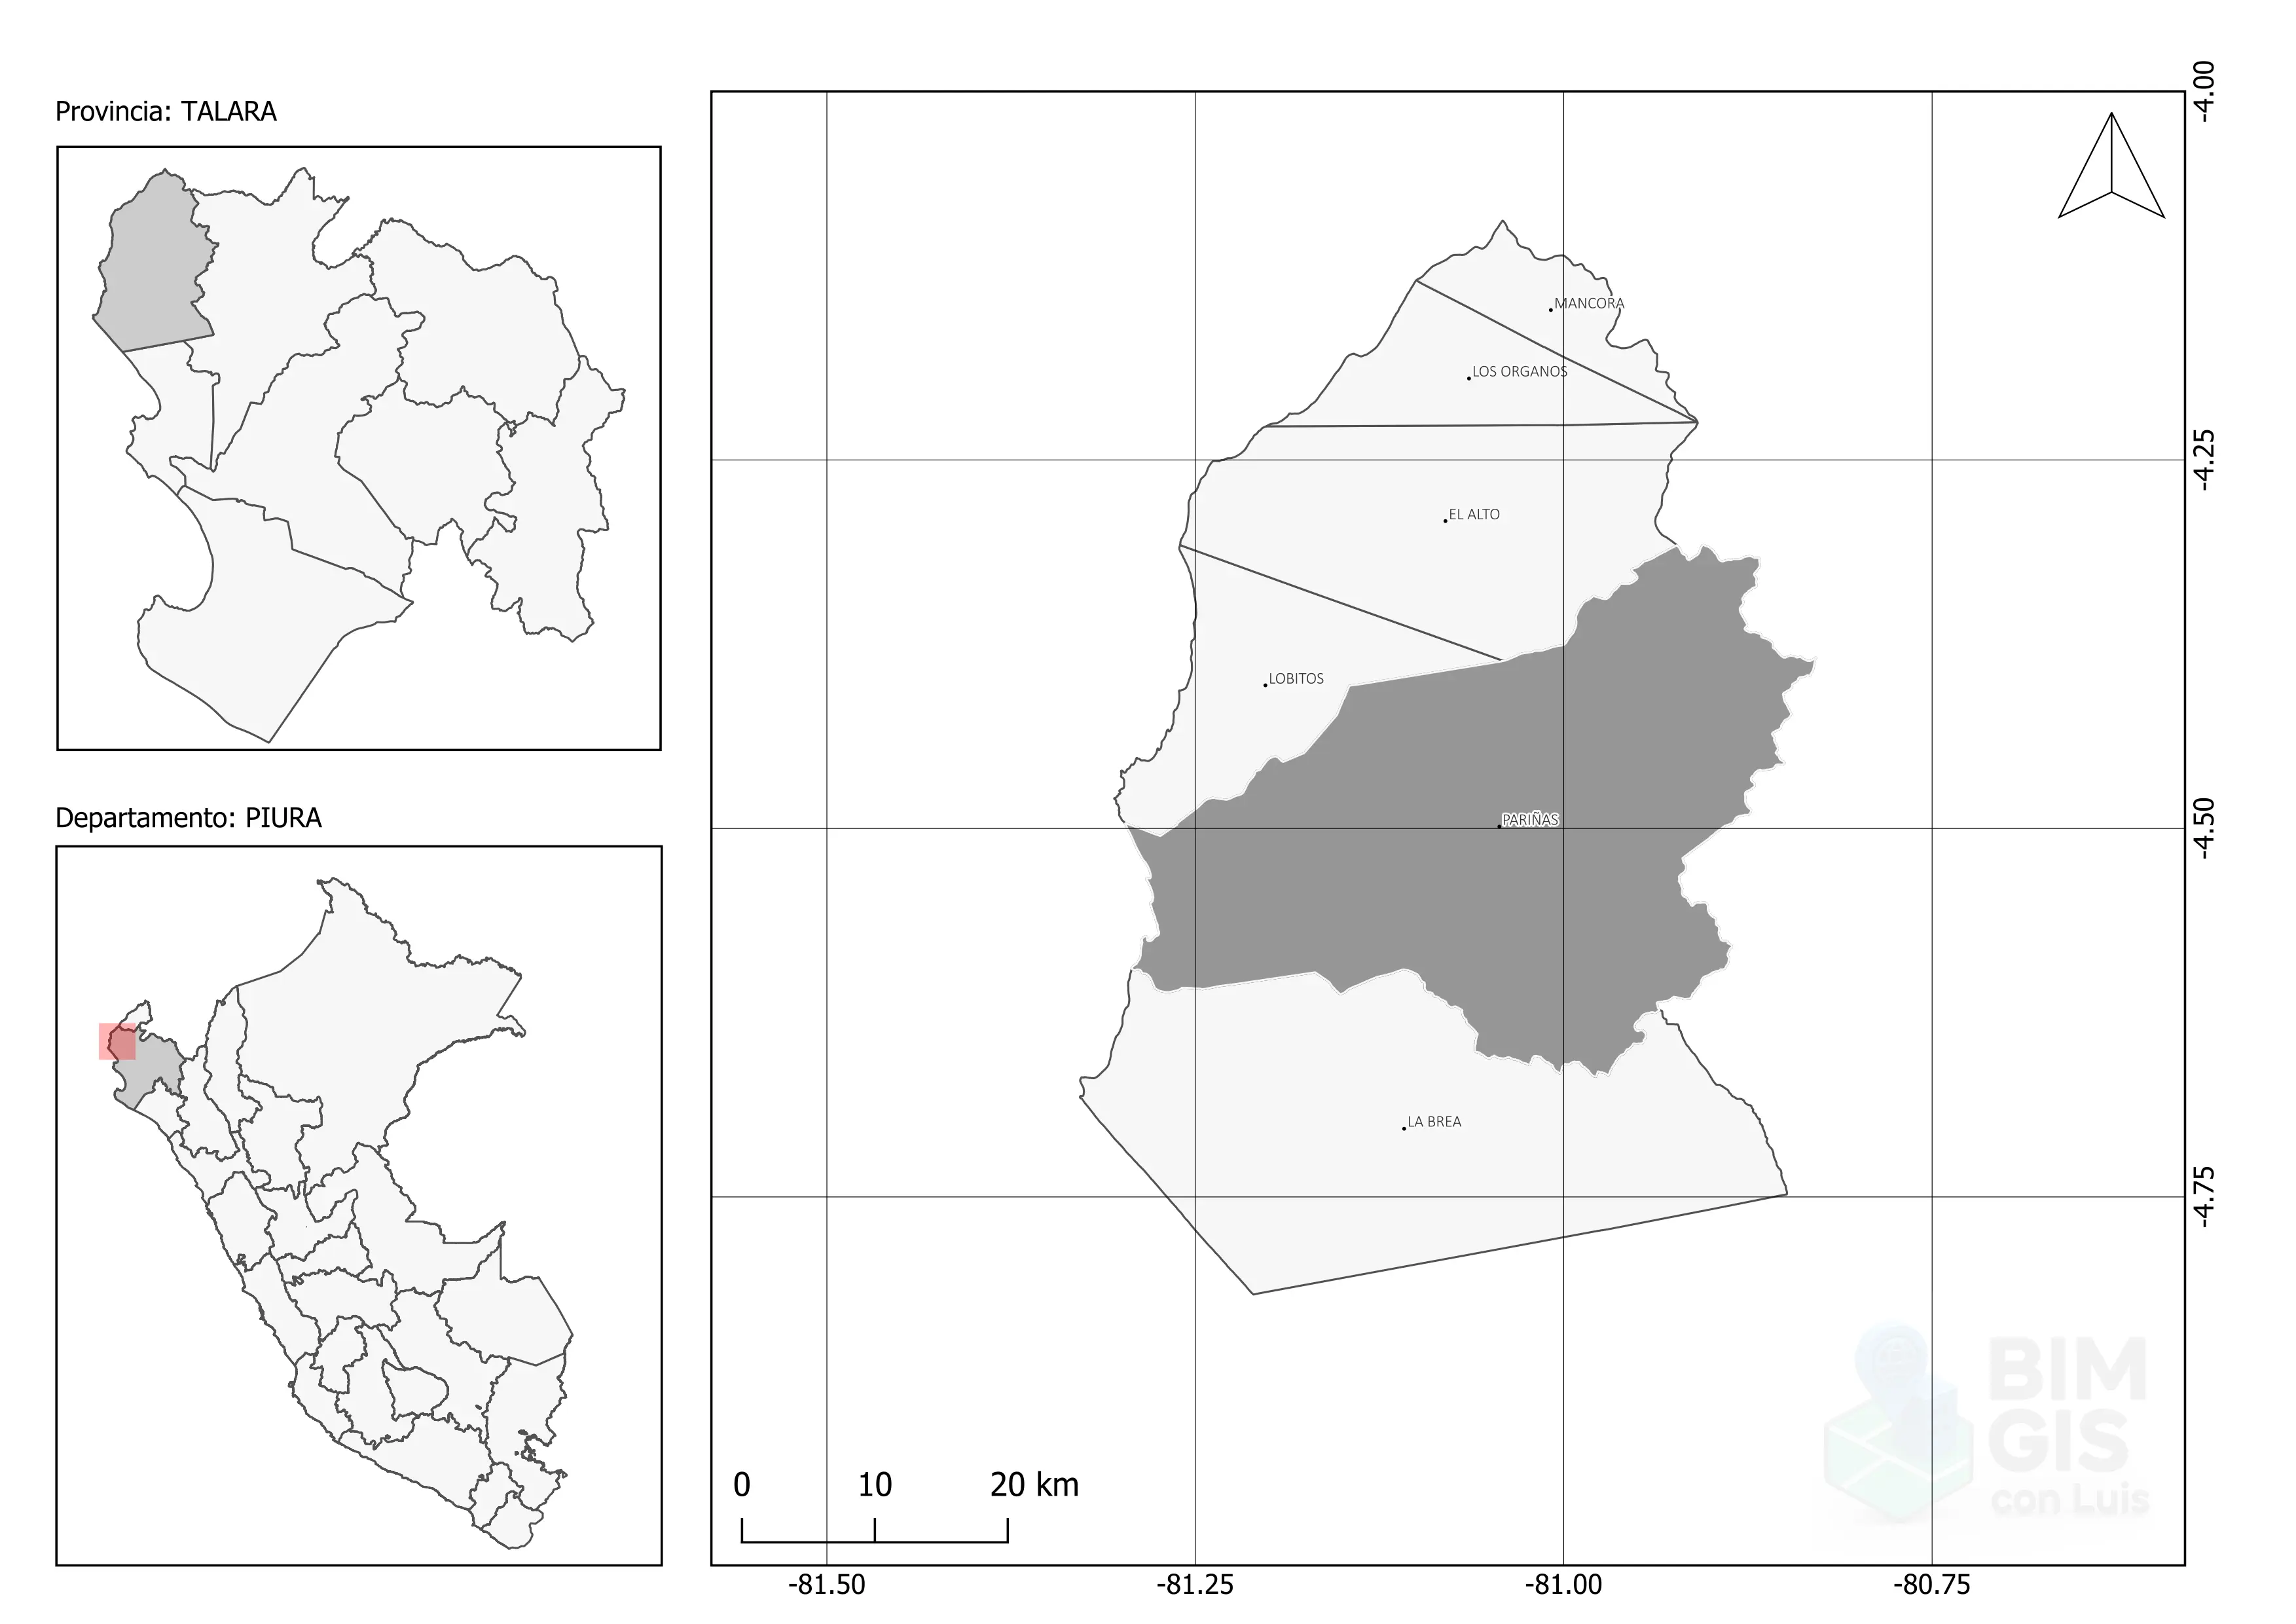 Provincia: TALARA
Departamento: PIURA
MANCORA
LOS ORGANOS
EL ALTO
LOBITOS
PARIÑAS
LA BREA
-4.00
-4.25
-4.50
-4.75
0 10 20 km
-81.50 -81.25 -81.00 -80.75
BIM
GIS
con Luis